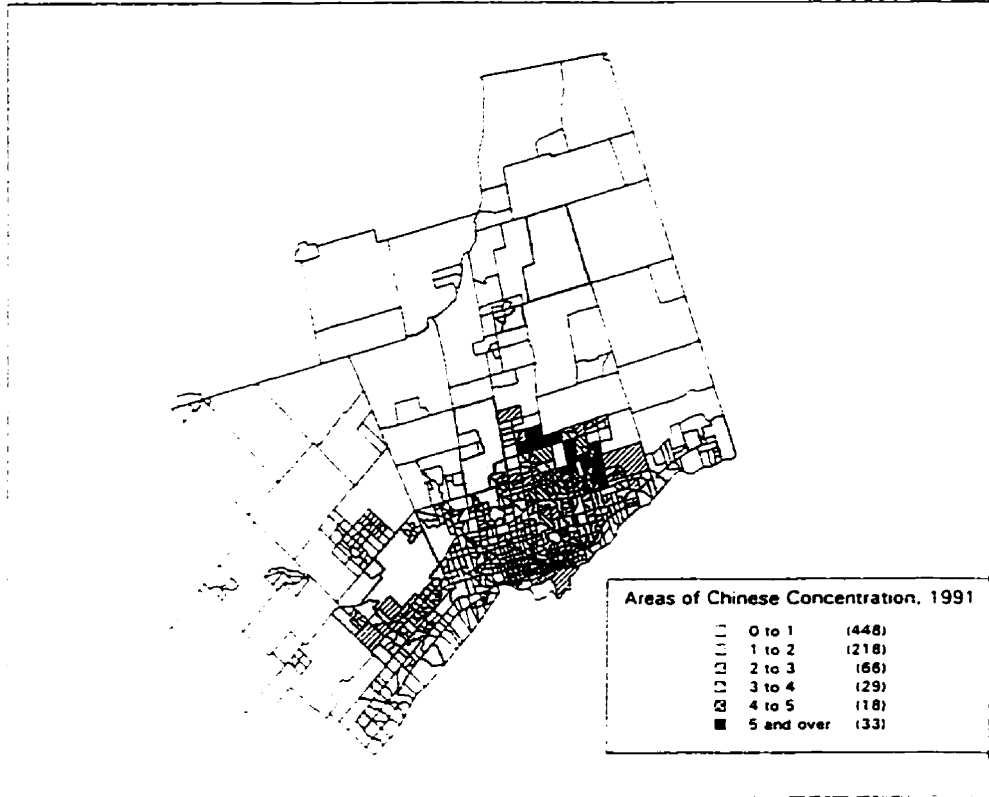 Areas of Chinese Concentration, 1991
0 to 1 (448)
1 to 2 (218)
2 to 3 (66)
3 to 4 (29)
4 to 5 (18)
5 and over (33)